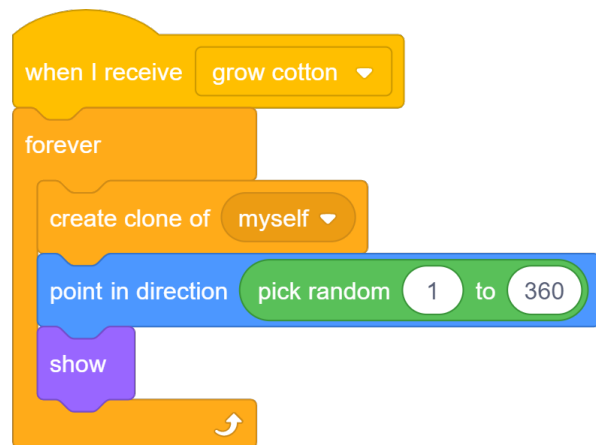 when I receive grow cotton
forever
create clone of myself
point in direction pick random 1 to 360
show